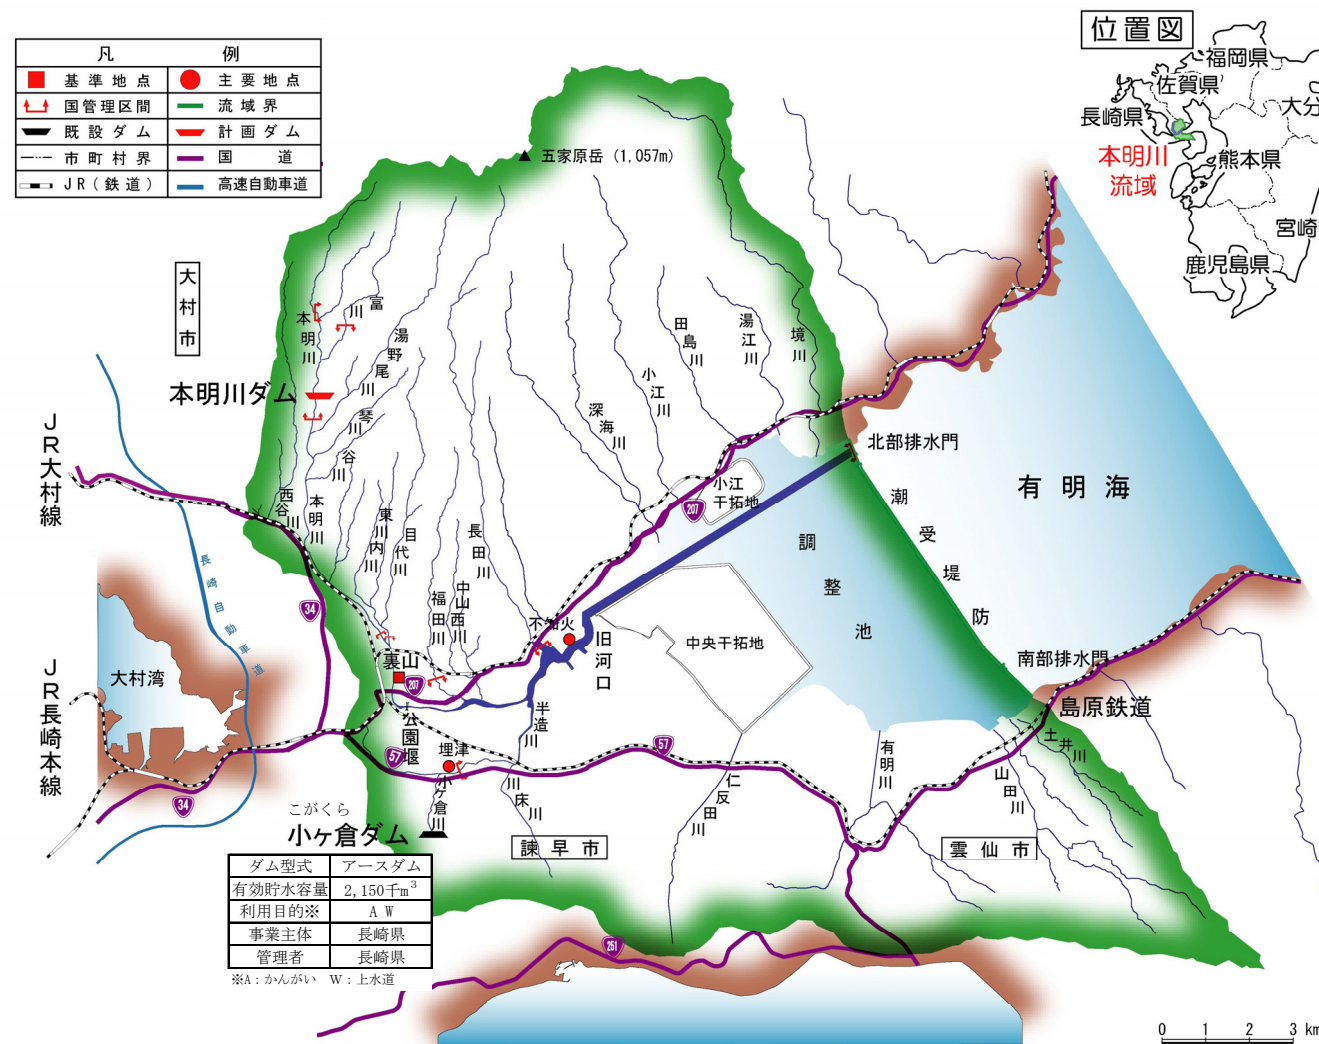 凡 例
基準地点 主要地点
国管理区間 流域界
既設ダム 計画ダム
市町村界 国道
JR(鉄道) 高速自動車道
位置図
福岡県
佐賀県
大分
長崎県
熊本県
本明川
流域
宮崎
鹿児島県
五家原岳（1,057m）
大村市
本明川
富川
湯野尾川
琴川
谷川
本明川ダム
西谷川
本明川
東川内川
目代川
福田川
中山西川
長田川
深海川
小江川
田島川
湯江川
境川
北部排水門
有明海
小江
干拓地
207
調整池
潮受堤防
中央干拓地
旧河口
不知火
南部排水門
島原鉄道
JR大村線
長崎自動車道
34
大村湾
JR長崎本線
34
裏山
207
公園堰
57
埋津
小ヶ倉川
半造川
川床川
57
仁反田川
有明川
山田川
土井川
諫早市
雲仙市
こがくら
小ヶ倉ダム
ダム型式 アースダム
有効貯水容量 2,150千m³
利用目的※ A W
事業主体 長崎県
管理者 長崎県
※A：かんがい W：上水道
251
0 1 2 3 km